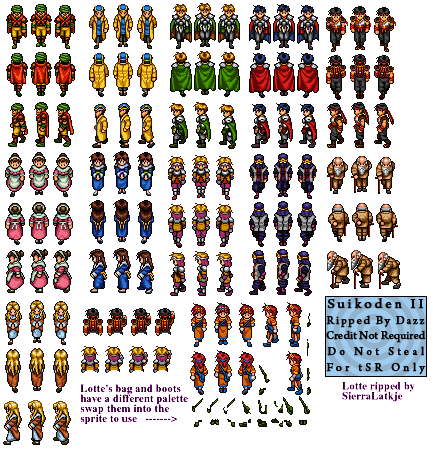 Suikoden II
Ripped By Dazz
Credit Not Required
Do Not Steal
For tSR Only
Lotte ripped by
SierraLatkje
Lotte's bag and boots
have a different palette
swap them into the
sprite to use ------->